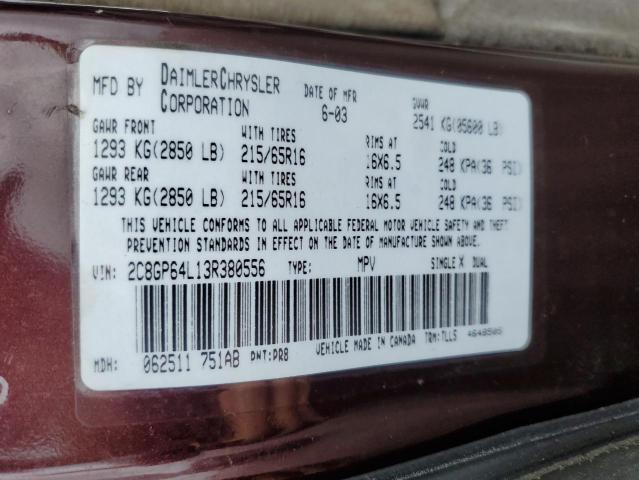 MFD BY DAIMLERCHRYSLER CORPORATION DATE OF MFR 6-03 GVWR 2541 KG(05600 LB)
GAWR FRONT WITH TIRES RIMS AT COLD
1293 KG(2850 LB) 215/65R16 16X6.5 248 KPA(36 PSI)
GAWR REAR WITH TIRES RIMS AT COLD
1293 KG(2850 LB) 215/65R16 16X6.5 248 KPA(36 PSI)
THIS VEHICLE CONFORMS TO ALL APPLICABLE FEDERAL MOTOR VEHICLE SAFETY AND THEFT
PREVENTION STANDARDS IN EFFECT ON THE DATE OF MANUFACTURE SHOWN ABOVE.
VIN: 2C8GP64L13R380556 TYPE: MPV SINGLE X DUAL
MDH: 062511 751AB PNT:PR8 VEHICLE MADE IN CANADA TRM:TLLS 4648505